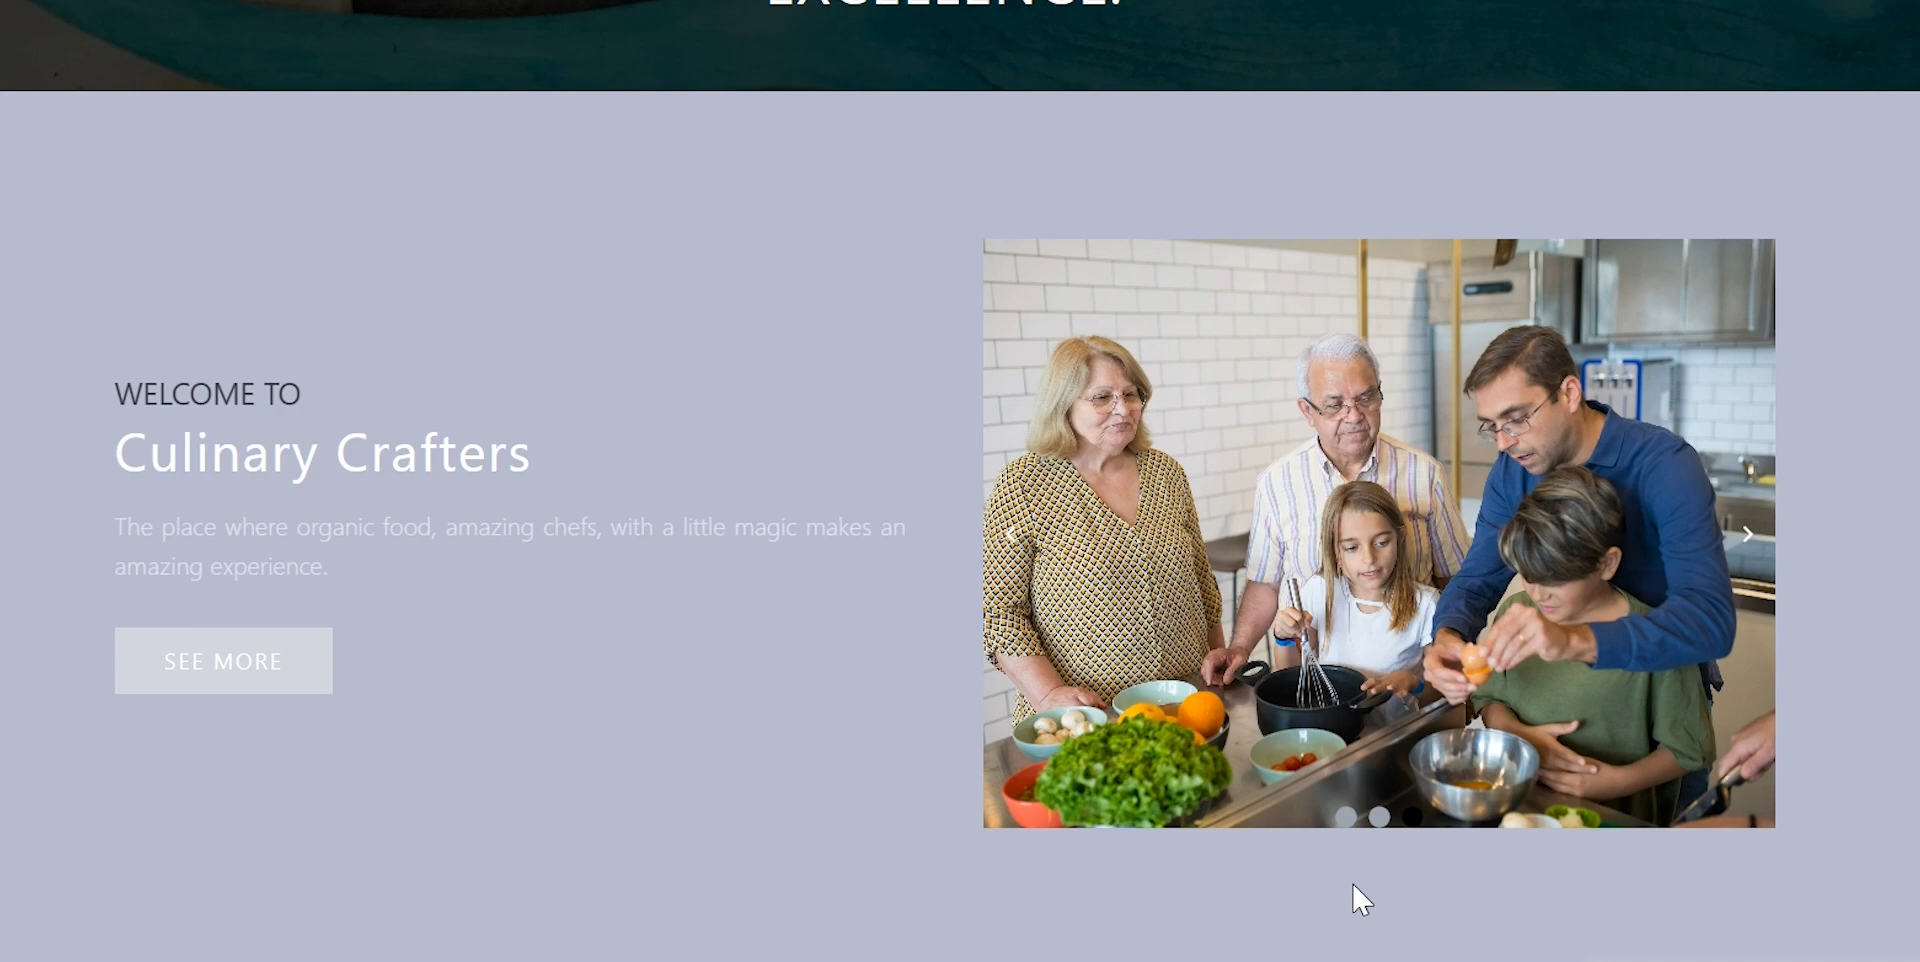 EXCELLENCE.
WELCOME TO
Culinary Crafters
The place where organic food, amazing chefs, with a little magic makes an
amazing experience.
SEE MORE